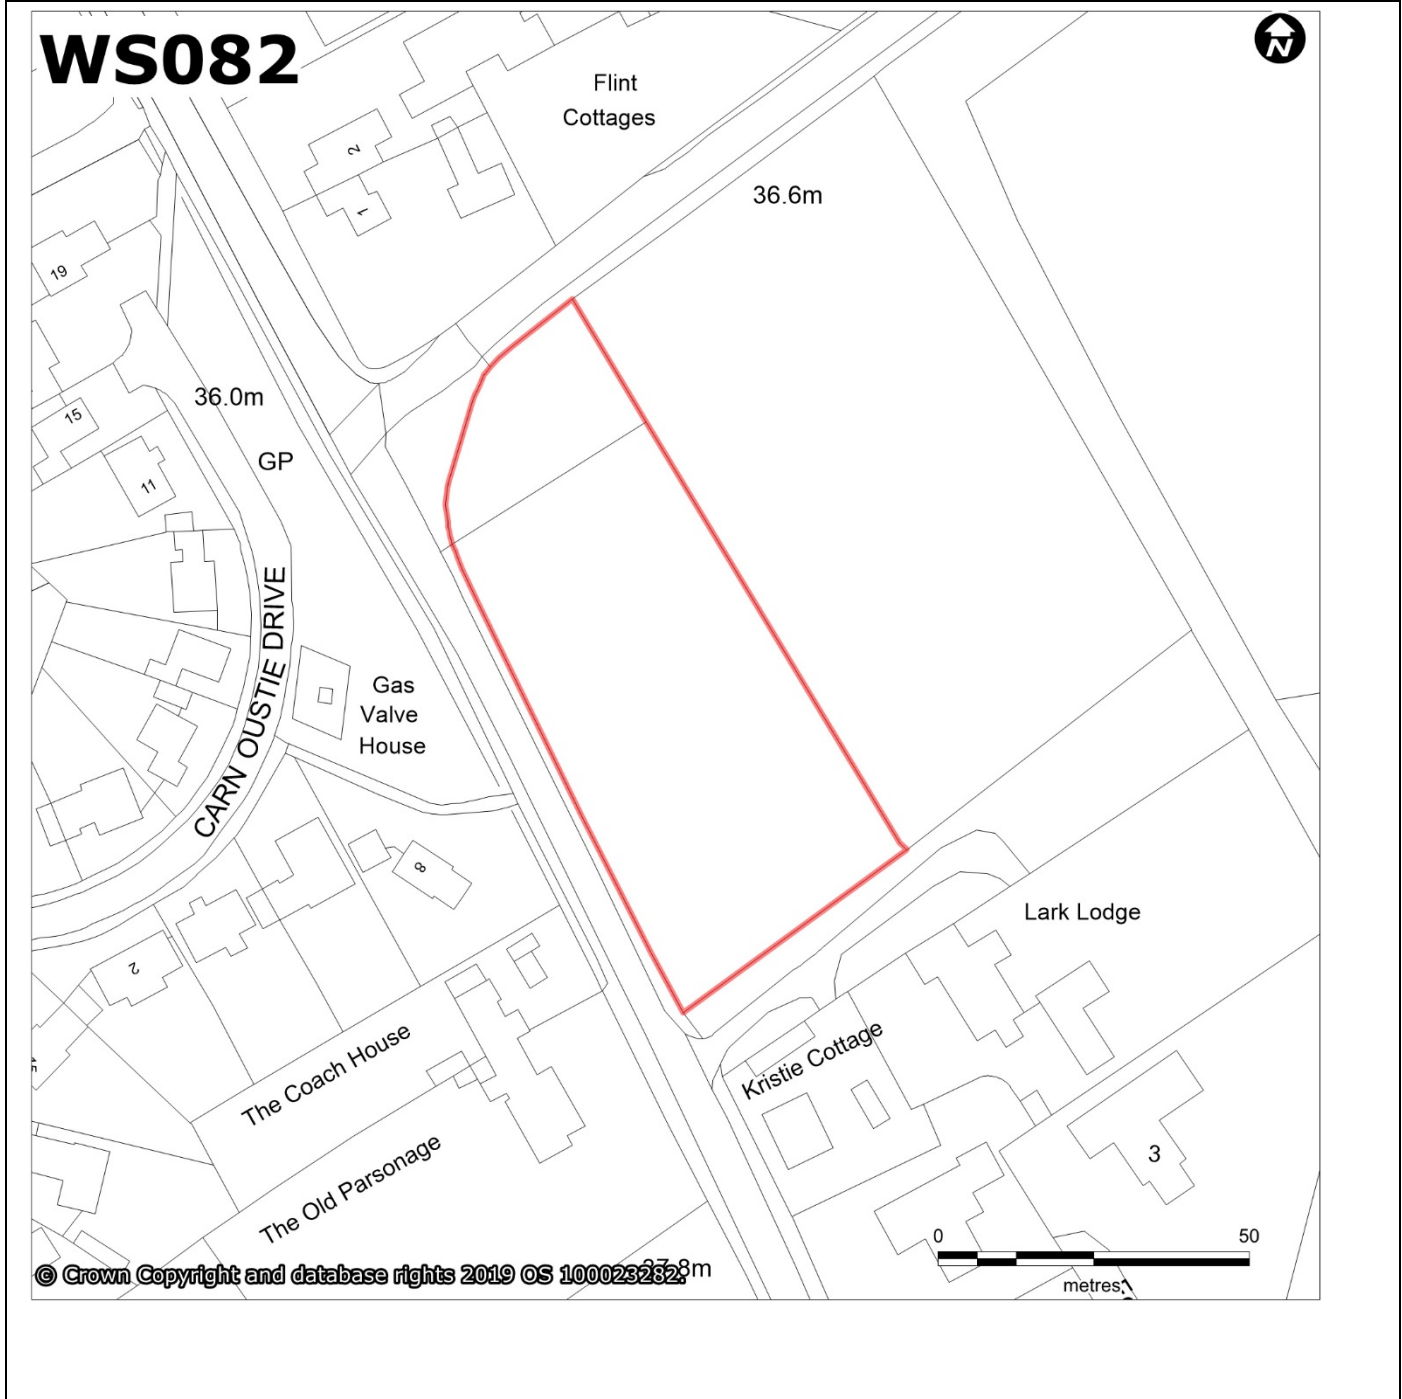 WS082
N
Flint
Cottages
2
1
36.6m
19
36.0m
15
GP
11
CARN OUSTIE DRIVE
Gas
Valve
House
8
Lark Lodge
2
Kristie Cottage
The Coach House
The Old Parsonage
3
0 50
metres
© Crown Copyright and database rights 2019 OS 100023282.